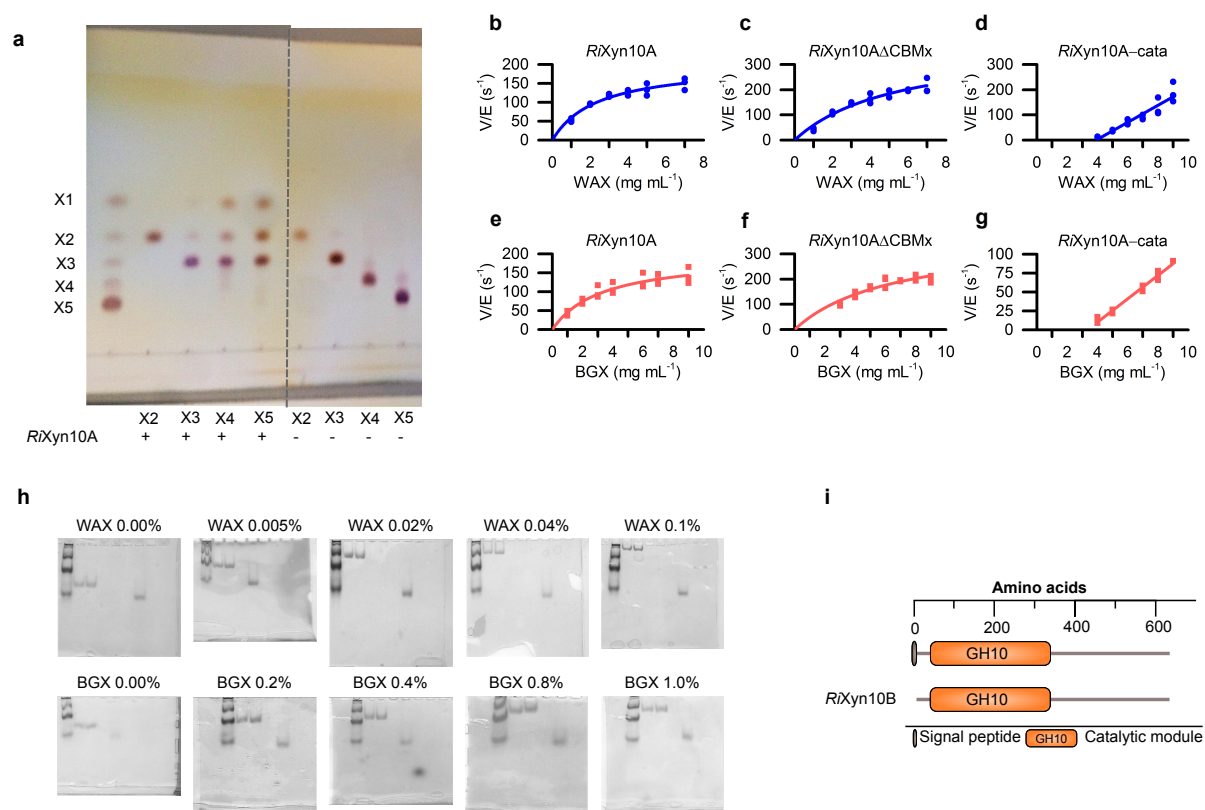 a
X1
X2
X3
X4
X5
X2 X3 X4 X5 X2 X3 X4 X5
RiXyn10A + + + + - - - -
b
RiXyn10A
V/E (s⁻¹)
200
150
100
50
0
0 2 4 6 8
WAX (mg mL⁻¹)
c
RiXyn10AΔCBMx
V/E (s⁻¹)
300
200
100
0
0 2 4 6 8
WAX (mg mL⁻¹)
d
RiXyn10A–cata
V/E (s⁻¹)
300
200
100
0
0 2 4 6 8 10
WAX (mg mL⁻¹)
e
RiXyn10A
V/E (s⁻¹)
200
150
100
50
0
0 2 4 6 8 10
BGX (mg mL⁻¹)
f
RiXyn10AΔCBMx
V/E (s⁻¹)
300
200
100
0
0 2 4 6 8 10
BGX (mg mL⁻¹)
g
RiXyn10A–cata
V/E (s⁻¹)
100
75
50
25
0
0 2 4 6 8 10
BGX (mg mL⁻¹)
h
WAX 0.00% WAX 0.005% WAX 0.02% WAX 0.04% WAX 0.1%
BGX 0.00% BGX 0.2% BGX 0.4% BGX 0.8% BGX 1.0%
i
Amino acids
0 200 400 600
GH10
RiXyn10B GH10
Signal peptide GH10 Catalytic module